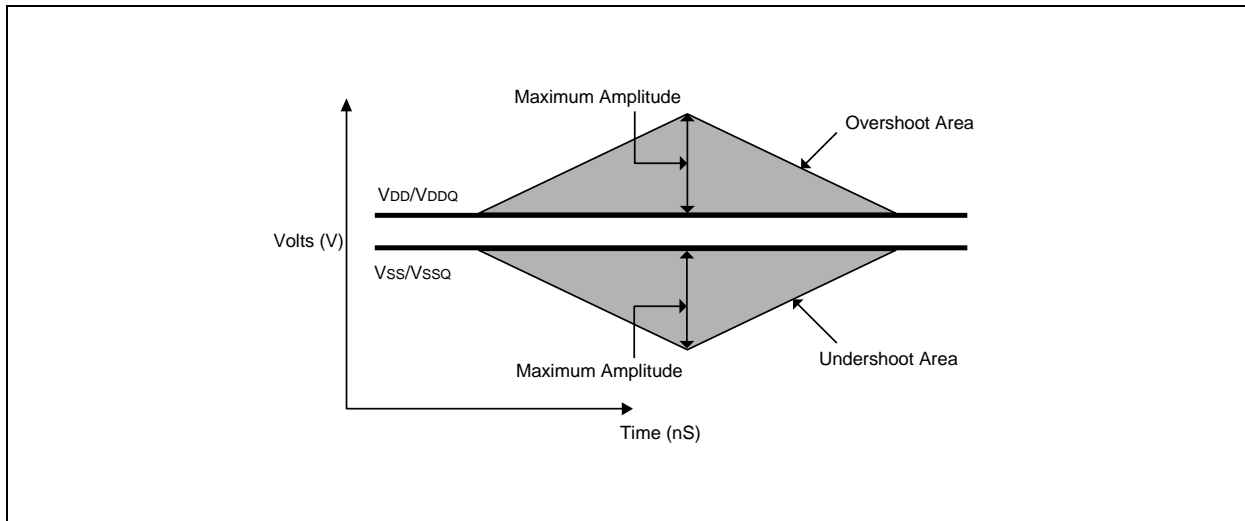 Maximum Amplitude
Overshoot Area
VDD/VDDQ
Volts (V)
VSS/VSSQ
Undershoot Area
Maximum Amplitude
Time (nS)